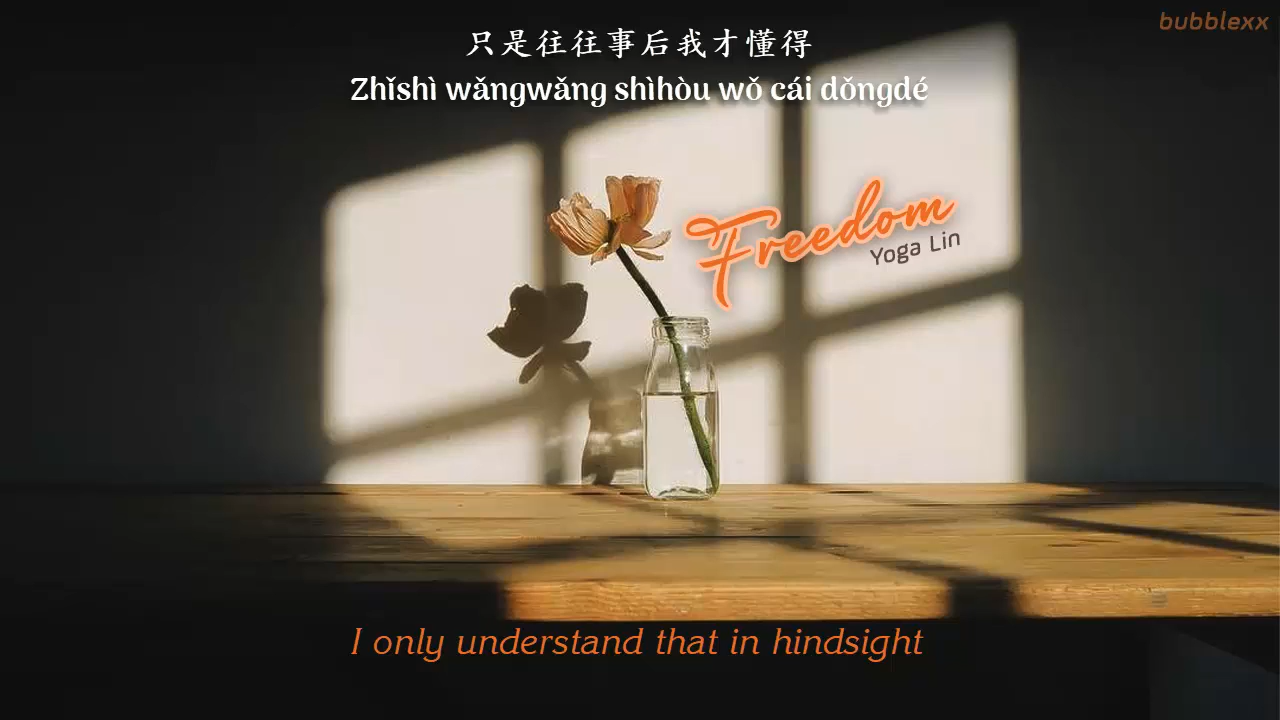 bubblexx
只是往往事后我才懂得
Zhǐshì wǎngwǎng shìhòu wǒ cái dǒngdé
Freedom
Yoga Lin
I only understand that in hindsight